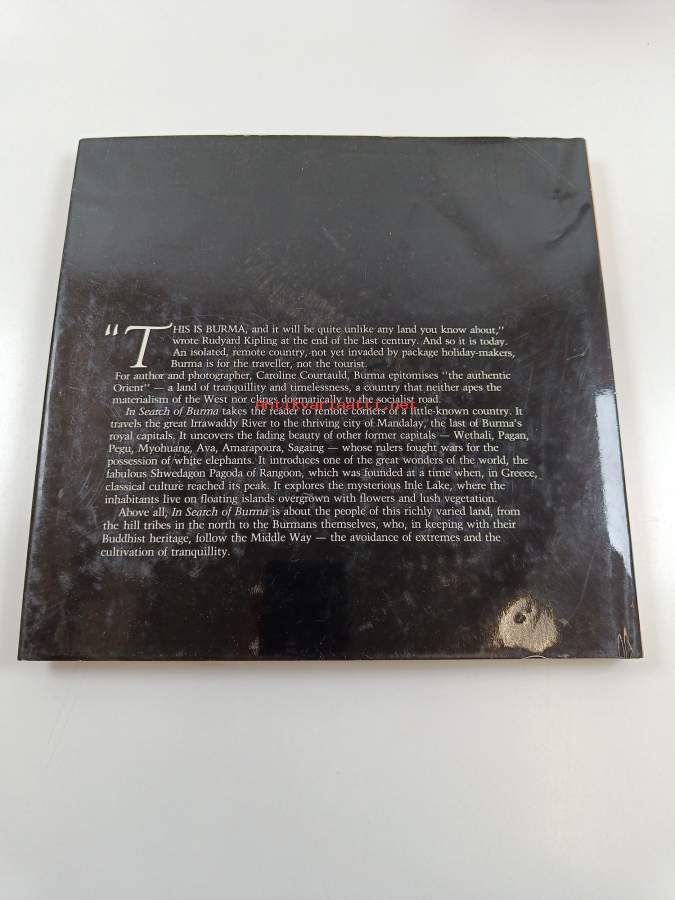 “THIS IS BURMA, and it will be quite unlike any land you know about,”
wrote Rudyard Kipling at the end of the last century. And so it is today.
An isolated, remote country, not yet invaded by package holiday-makers,
Burma is for the traveller, not the tourist.
For author and photographer, Caroline Courtauld, Burma epitomises “the authentic
Orient” — a land of tranquillity and timelessness, a country that neither apes the
materialism of the West nor clings dogmatically to the socialist road.
antikvariaatti.net
In Search of Burma takes the reader to remote corners of a little-known country. It
travels the great Irrawaddy River to the thriving city of Mandalay, the last of Burma's
royal capitals. It uncovers the fading beauty of other former capitals — Wethali, Pagan,
Pegu, Myohuang, Ava, Amarapoura, Sagaing — whose rulers fought wars for the
possession of white elephants. It introduces one of the great wonders of the world, the
fabulous Shwedagon Pagoda of Rangoon, which was founded at a time when, in Greece,
classical culture reached its peak. It explores the mysterious Inle Lake, where the
inhabitants live on floating islands overgrown with flowers and lush vegetation.
Above all, In Search of Burma is about the people of this richly varied land, from
the hill tribes in the north to the Burmans themselves, who, in keeping with their
Buddhist heritage, follow the Middle Way — the avoidance of extremes and the
cultivation of tranquillity.